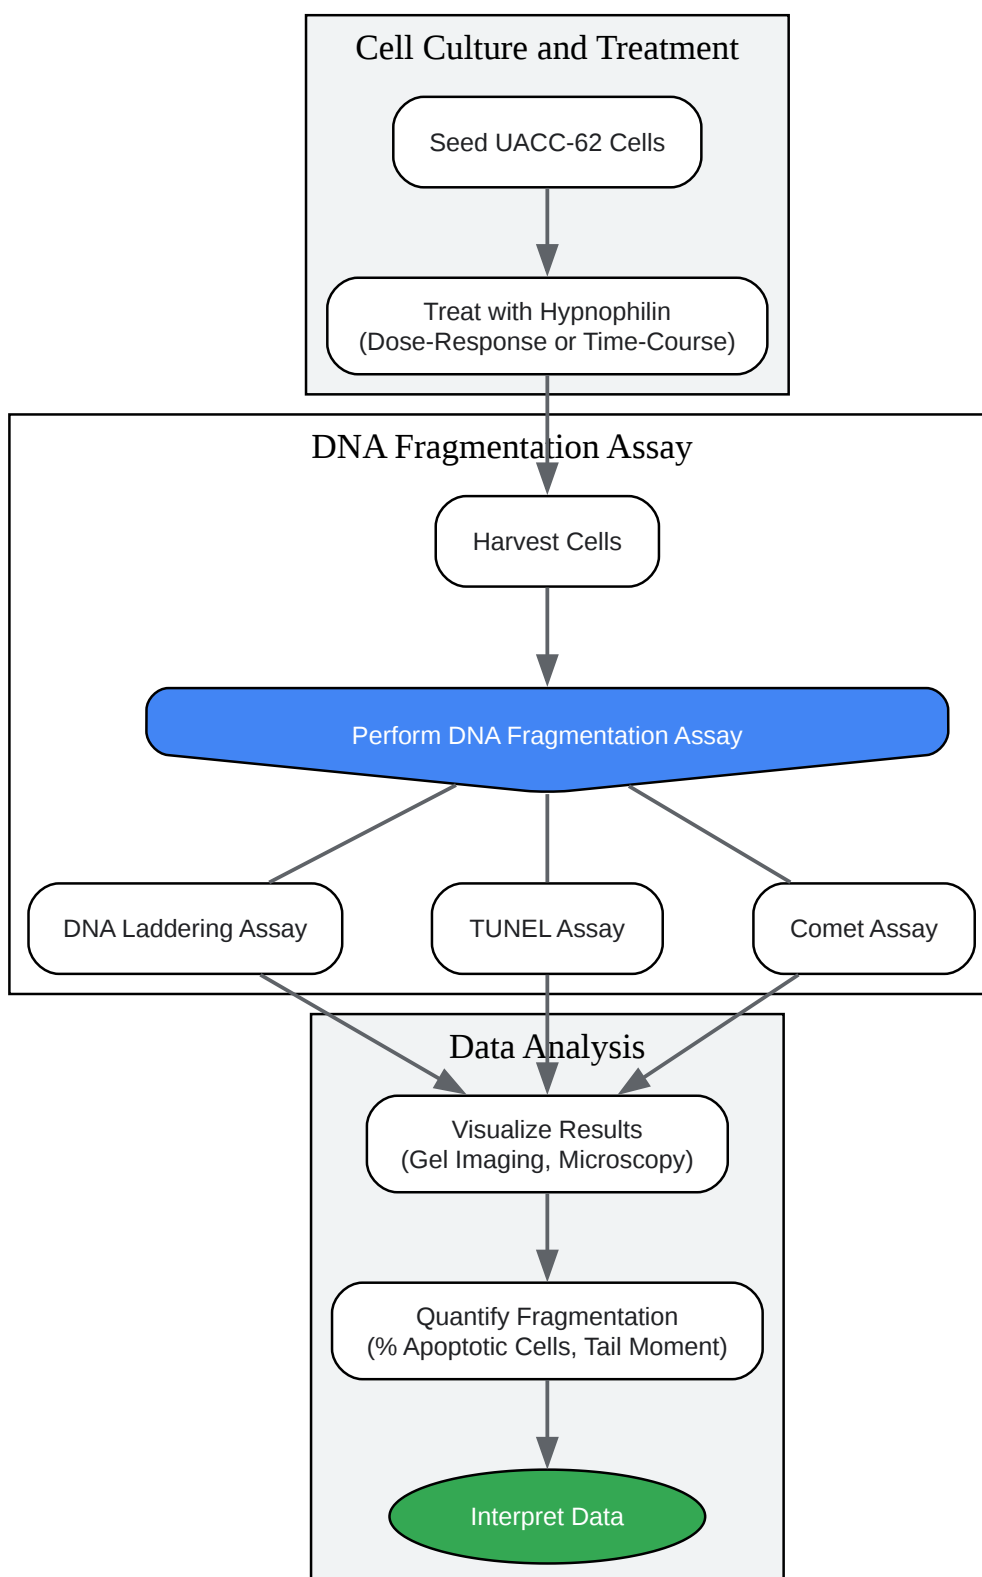 Cell Culture and Treatment
Seed UACC-62 Cells
Treat with Hypnophilin
(Dose-Response or Time-Course)
DNA Fragmentation Assay
Harvest Cells
Perform DNA Fragmentation Assay
DNA Laddering Assay
TUNEL Assay
Comet Assay
Data Analysis
Visualize Results
(Gel Imaging, Microscopy)
Quantify Fragmentation
(% Apoptotic Cells, Tail Moment)
Interpret Data